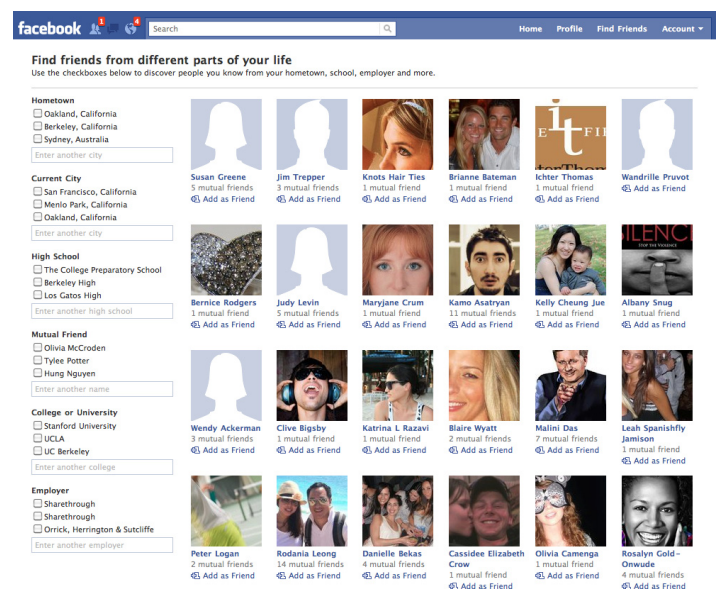 facebook 1 4 Search Home Profile Find Friends Account
Find friends from different parts of your life
Use the checkboxes below to discover people you know from your hometown, school, employer and more.
Hometown
Oakland, California
Berkeley, California
Sydney, Australia
Enter another city
Current City
San Francisco, California
Menlo Park, California
Oakland, California
Enter another city
High School
The College Preparatory School
Berkeley High
Los Gatos High
Enter another high school
Mutual Friend
Olivia McCroden
Tylee Potter
Hung Nguyen
Enter another name
College or University
Stanford University
UCLA
UC Berkeley
Enter another college
Employer
Sharethrough
Sharethrough
Orrick, Herrington & Sutcliffe
Enter another employer
Susan Greene
5 mutual friends
Add as Friend
Jim Trepper
3 mutual friends
Add as Friend
Knots Hair Ties
1 mutual friend
Add as Friend
Brianne Bateman
1 mutual friend
Add as Friend
E it FI
hterThom
Ichter Thomas
1 mutual friend
Add as Friend
Wandrille Pruvot
Add as Friend
Bernice Rodgers
1 mutual friend
Add as Friend
Judy Levin
5 mutual friends
Add as Friend
Maryjane Crum
1 mutual friend
Add as Friend
Kamo Asatryan
11 mutual friends
Add as Friend
Kelly Cheung Jue
1 mutual friend
Add as Friend
SILENC
STOP THE VIOLENCE
Albany Snug
1 mutual friend
Add as Friend
Wendy Ackerman
3 mutual friends
Add as Friend
Clive Bigsby
1 mutual friend
Add as Friend
Katrina L Razavi
1 mutual friend
Add as Friend
Blaire Wyatt
2 mutual friends
Add as Friend
Malini Das
7 mutual friends
Add as Friend
Leah Spanishfly
Jamison
1 mutual friend
Add as Friend
Peter Logan
2 mutual friends
Add as Friend
Rodania Leong
14 mutual friends
Add as Friend
Danielle Bekas
4 mutual friends
Add as Friend
Cassidee Elizabeth
Crow
1 mutual friend
Add as Friend
Olivia Camenga
1 mutual friend
Add as Friend
Rosalyn Gold-
Onwude
4 mutual friends
Add as Friend